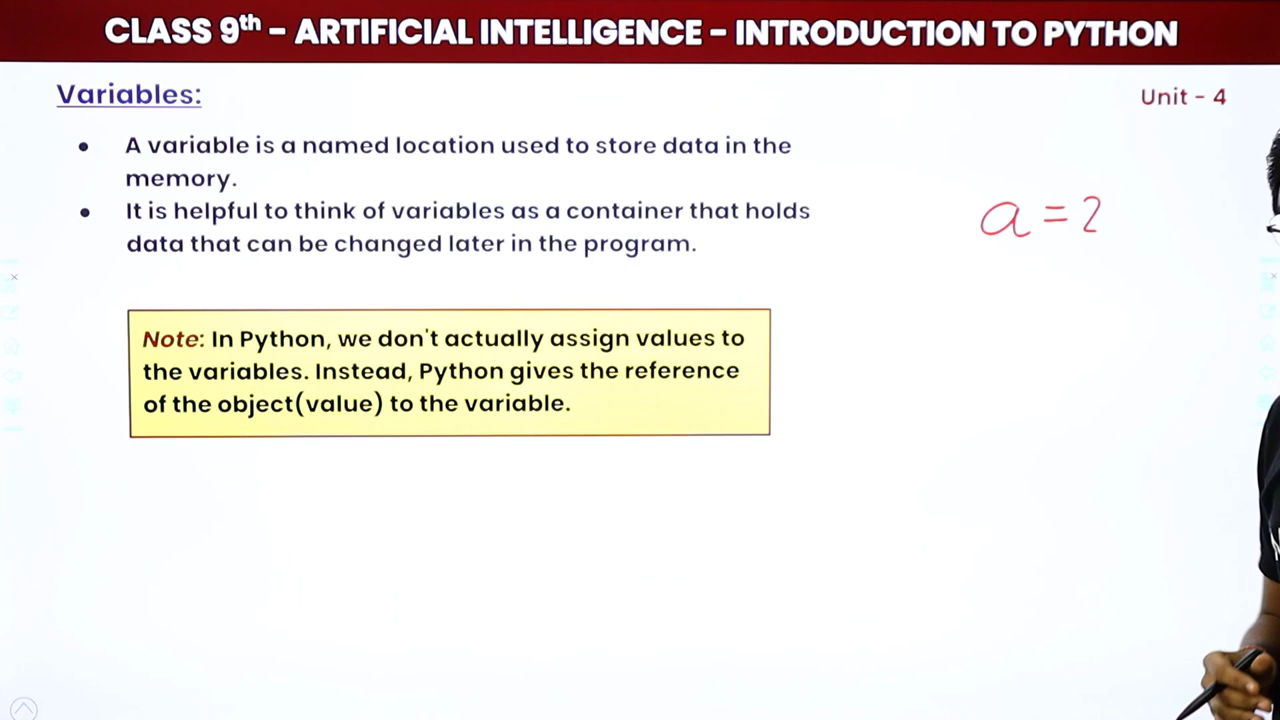 CLASS 9th – ARTIFICIAL INTELLIGENCE – INTRODUCTION TO PYTHON
Variables:
Unit - 4
● A variable is a named location used to store data in the
memory.
● It is helpful to think of variables as a container that holds
data that can be changed later in the program.
a = 2
Note: In Python, we don't actually assign values to
the variables. Instead, Python gives the reference
of the object(value) to the variable.